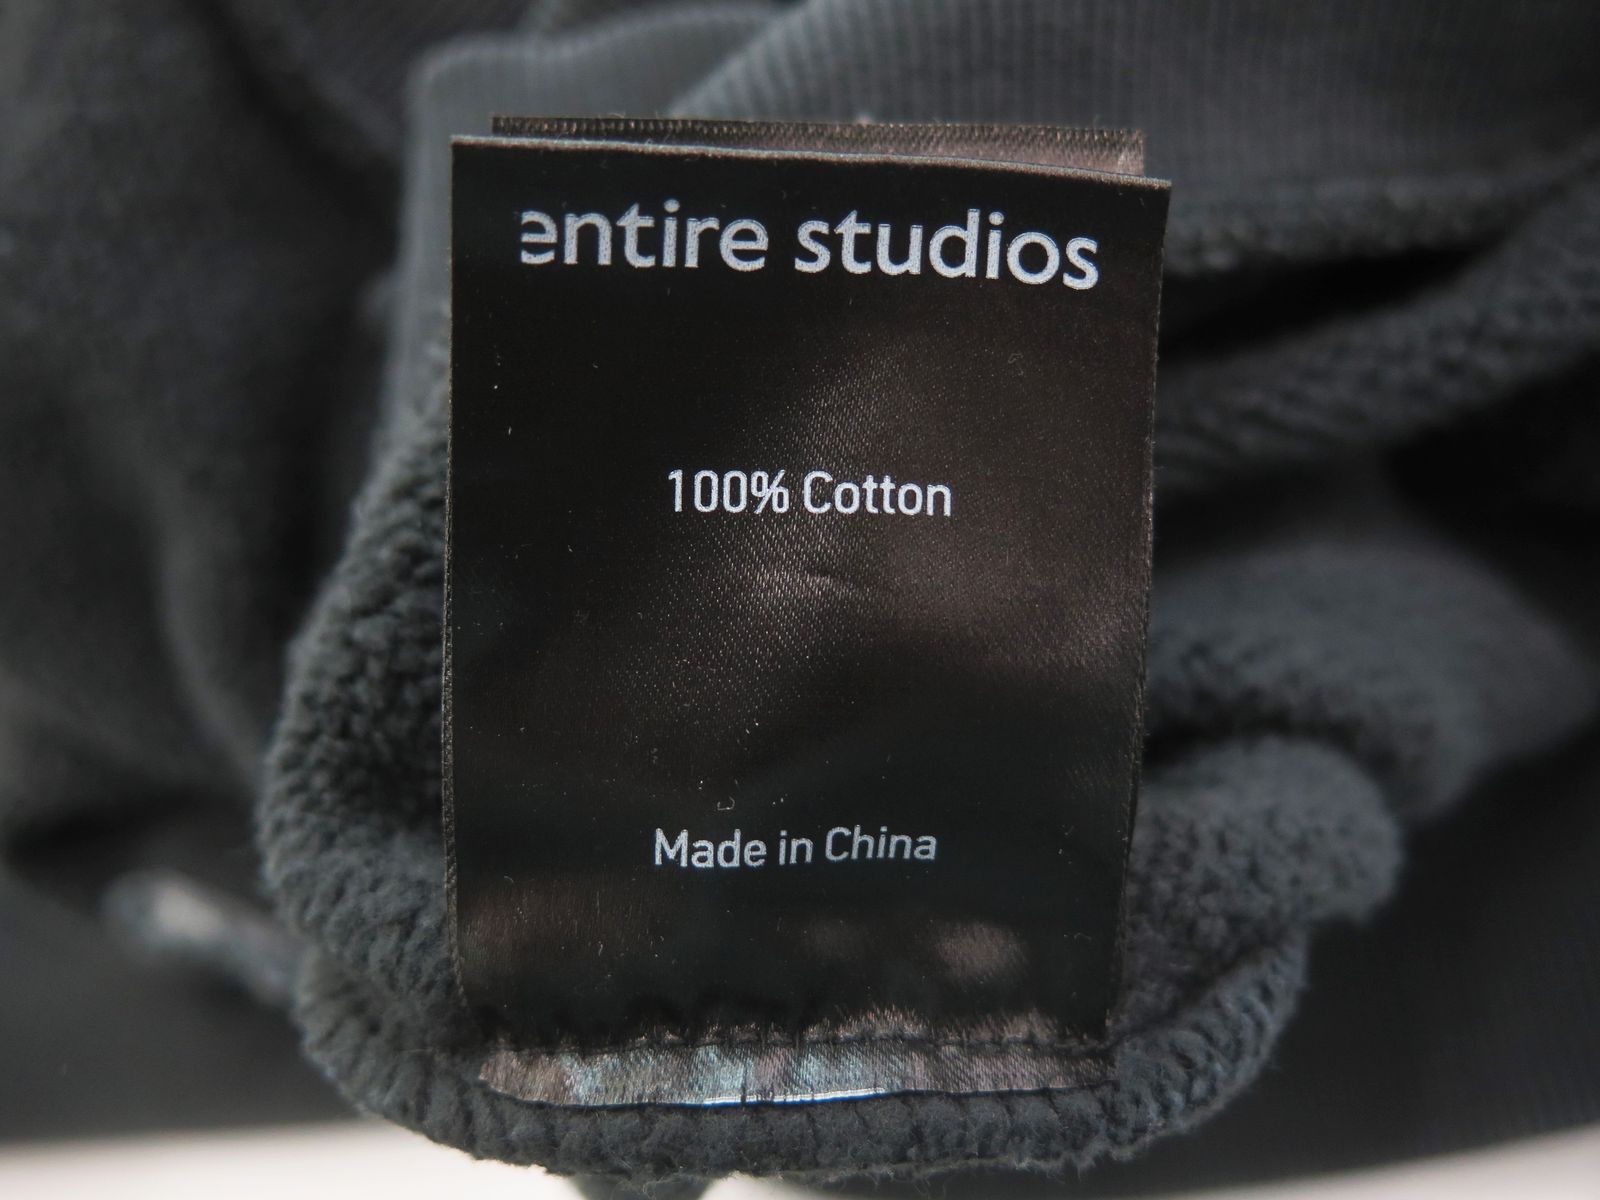 entire studios
100% Cotton
Made in China